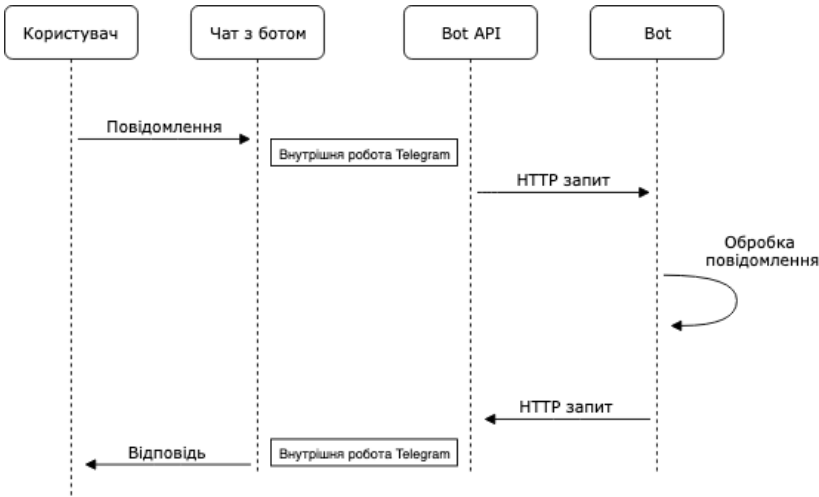 Користувач
Чат з ботом
Bot API
Bot
Повідомлення
Внутрішня робота Telegram
HTTP запит
Обробка
повідомлення
HTTP запит
Відповідь
Внутрішня робота Telegram